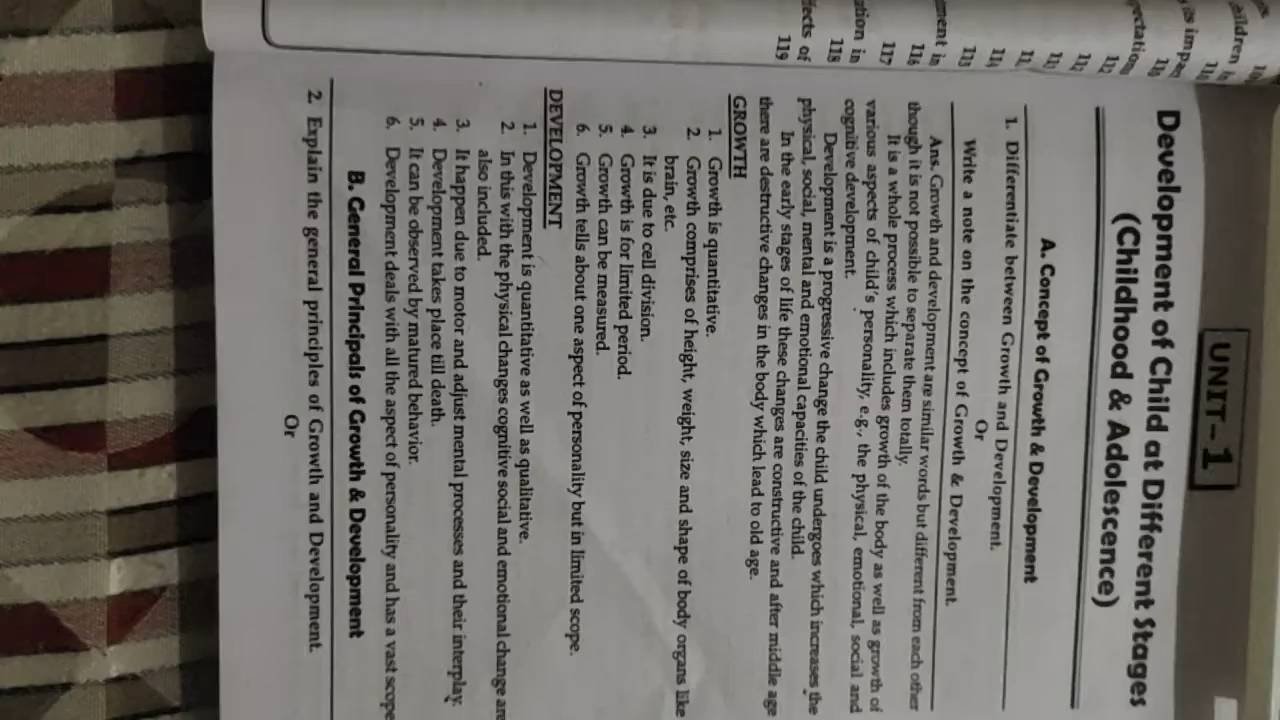 UNIT–1
Development of Child at Different Stages
(Childhood & Adolescence)
A. Concept of Growth & Development
1. Differentiate between Growth and Development.
Or
Write a note on the concept of Growth & Development.
Ans. Growth and development are similar words but different from each other
though it is not possible to separate them totally.
It is a whole process which includes growth of the body as well as growth of
various aspects of child's personality, e.g., the physical, emotional, social and
cognitive development.
Development is a progressive change the child undergoes which increases the
physical, social, mental and emotional capacities of the child.
In the early stages of life these changes are constructive and after middle age
there are destructive changes in the body which lead to old age.
GROWTH
1. Growth is quantitative.
2. Growth comprises of height, weight, size and shape of body organs like
brain, etc.
3. It is due to cell division.
4. Growth is for limited period.
5. Growth can be measured.
6. Growth tells about one aspect of personality but in limited scope.
DEVELOPMENT
1. Development is quantitative as well as qualitative.
2. In this with the physical changes cognitive social and emotional change are
also included.
3. It happen due to motor and adjust mental processes and their interplay.
4. Development takes place till death.
5. It can be observed by matured behavior.
6. Development deals with all the aspect of personality and has a vast scope
B. General Principals of Growth & Development
2. Explain the general principles of Growth and Development.
Or
116
117
118
119